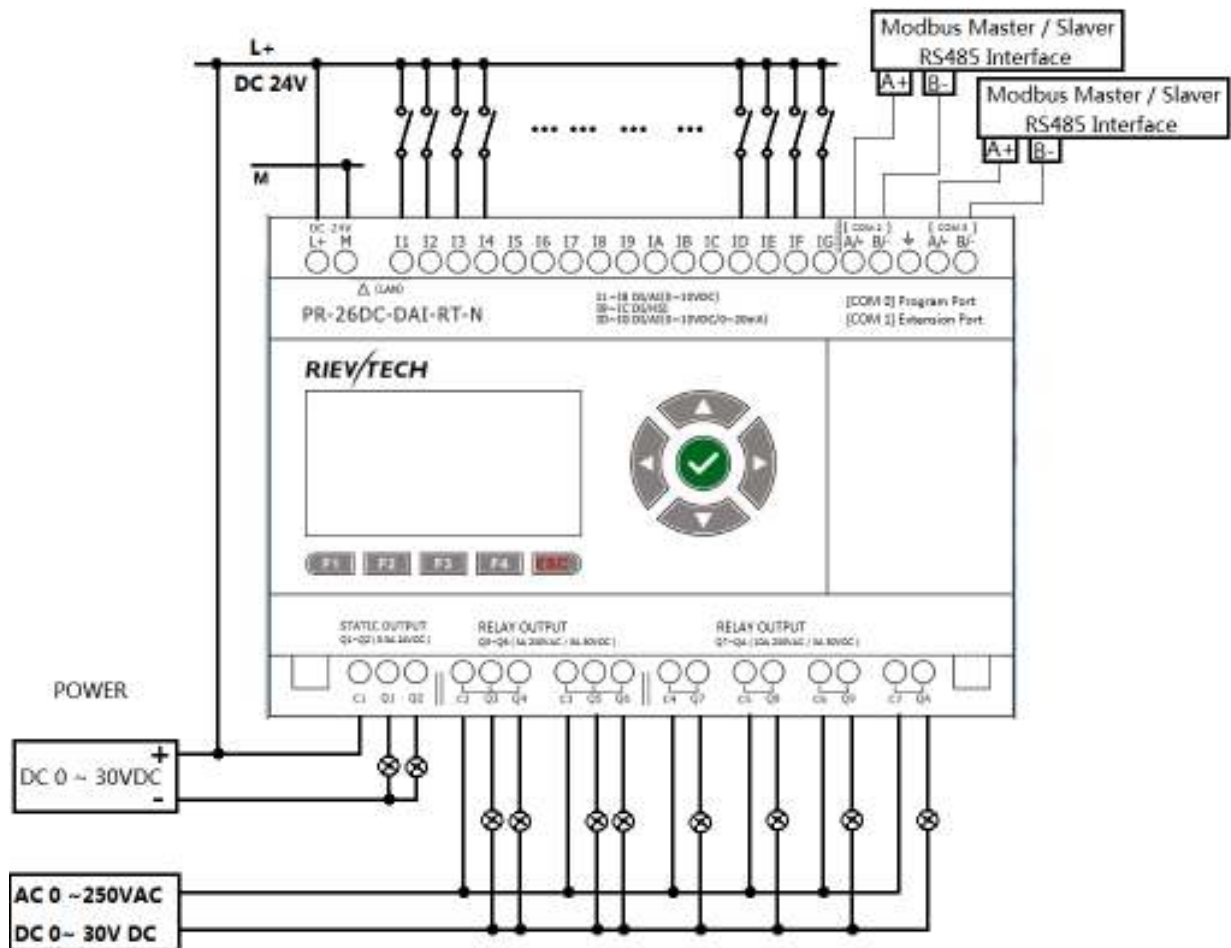 Modbus Master / Slaver
RS485 Interface
A+ B-
Modbus Master / Slaver
RS485 Interface
A+ B-
L+
DC 24V
M
DC 24V
L+ M I1 I2 I3 I4 I5 I6 I7 I8 I9 IA IB IC ID IE IF IG A/+ B/- A/+ B/-
(LAN)
PR-26DC-DAI-RT-N
(COM 0) Program Port
(COM 1) Extension Port
RIEVTECH
F1 F2 F3 F4 ESC
STATIC OUTPUT
RELAY OUTPUT
RELAY OUTPUT
C1 Q1 Q2 C2 Q3 Q4 C3 Q5 Q6 C4 Q7 C5 Q8 C6 Q9 C7 QA
POWER
+
DC 0 ~ 30VDC
-
AC 0 ~250VAC
DC 0~ 30V DC